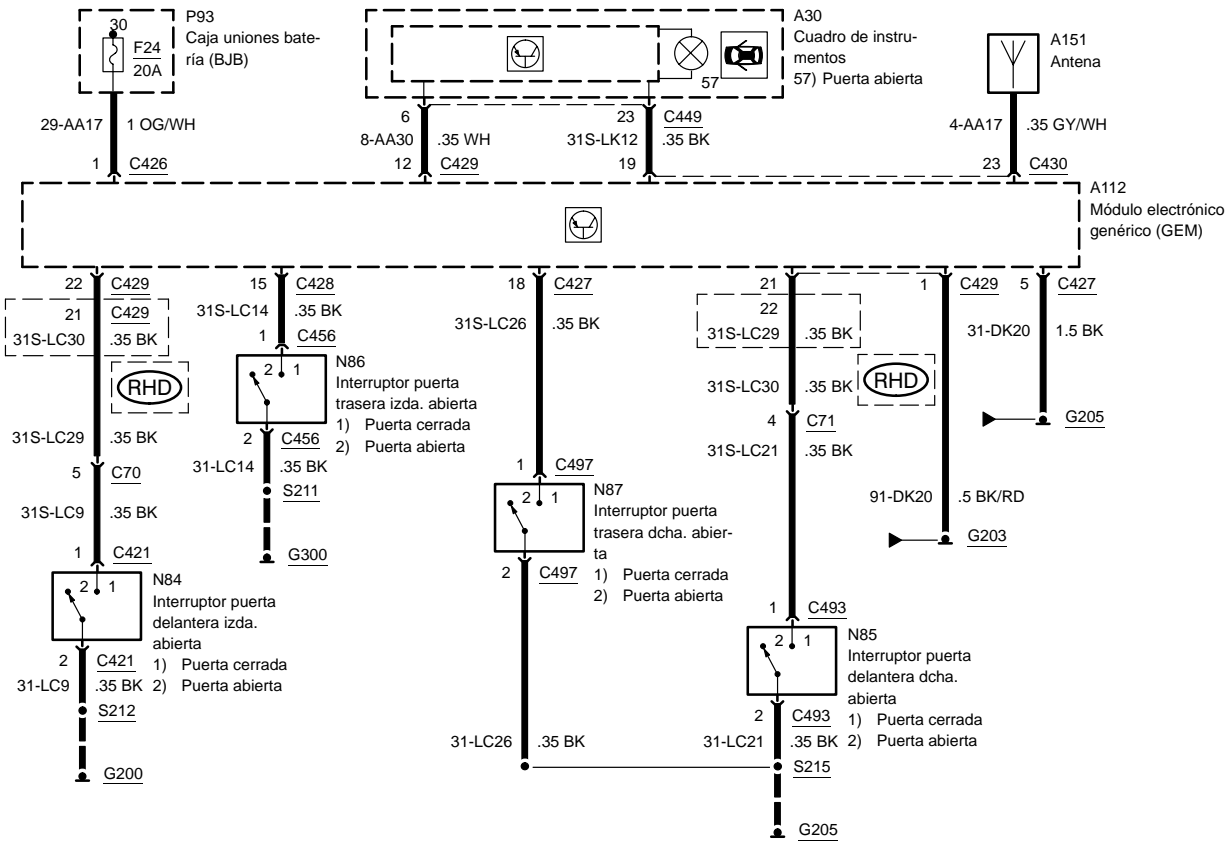 P93
Caja uniones bate-
ría (BJB)
30
F24
20A
29-AA17
1 OG/WH
1
C426
A30
Cuadro de instru-
mentos
57) Puerta abierta
57
6
8-AA30
.35 WH
12
C429
23
C449
31S-LK12
.35 BK
19
A151
Antena
4-AA17
.35 GY/WH
23
C430
A112
Módulo electrónico
genérico (GEM)
22
C429
21
C429
31S-LC30
.35 BK
RHD
31S-LC29
.35 BK
5
C70
31S-LC9
.35 BK
1
C421
2
1
N84
Interruptor puerta
delantera izda.
abierta
1) Puerta cerrada
2) Puerta abierta
2
C421
31-LC9
.35 BK
S212
G200
15
C428
31S-LC14
.35 BK
1
C456
2
1
N86
Interruptor puerta
trasera izda. abierta
1) Puerta cerrada
2) Puerta abierta
2
C456
31-LC14
.35 BK
S211
G300
18
C427
31S-LC26
.35 BK
1
C497
2
1
N87
Interruptor puerta
trasera dcha. abier-
ta
1) Puerta cerrada
2) Puerta abierta
2
C497
31-LC26
.35 BK
21
22
31S-LC29
.35 BK
31S-LC30
.35 BK
RHD
4
C71
31S-LC21
.35 BK
1
C493
2
1
N85
Interruptor puerta
delantera dcha.
abierta
1) Puerta cerrada
2) Puerta abierta
2
C493
31-LC21
.35 BK
S215
G205
1
C429
91-DK20
.5 BK/RD
G203
5
C427
31-DK20
1.5 BK
G205